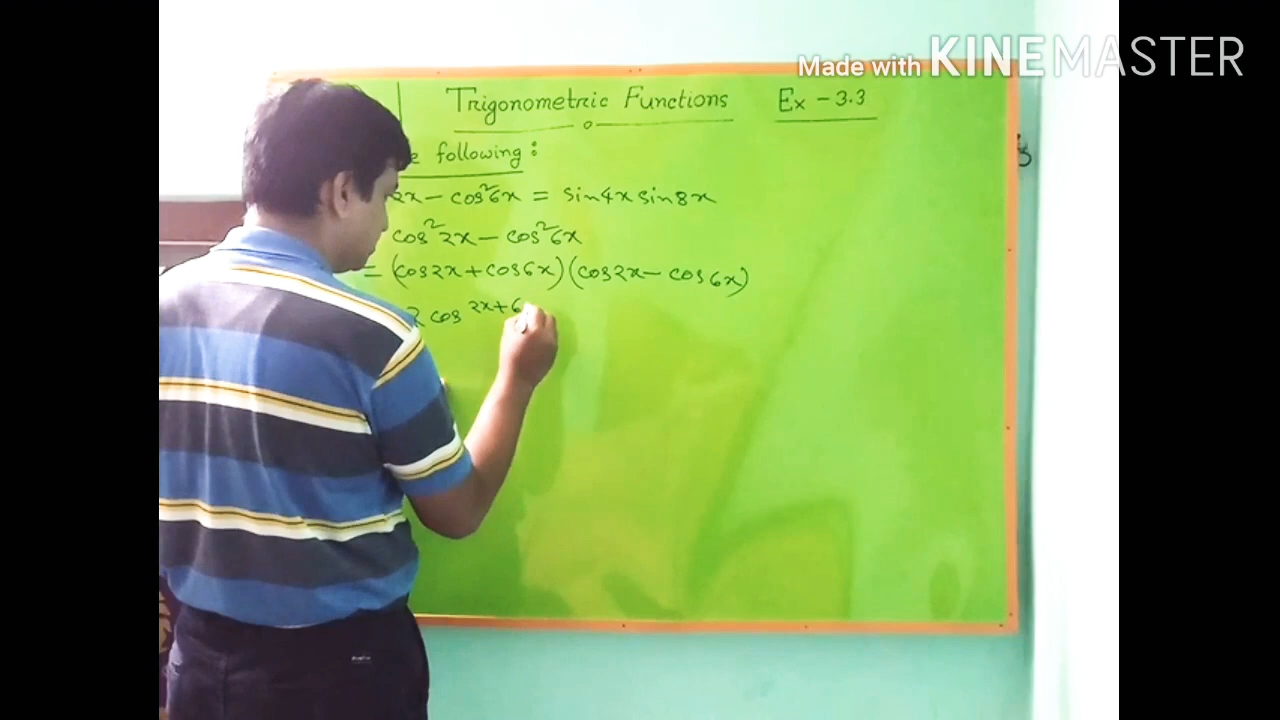 Made with KINEMASTER
Trigonometric Functions Ex - 3.3
e following:
2x - cos²6x = sin4x sin8x
cos²2x - cos²6x
= (cos2x + cos6x)(cos2x - cos6x)
2 cos 2x+6